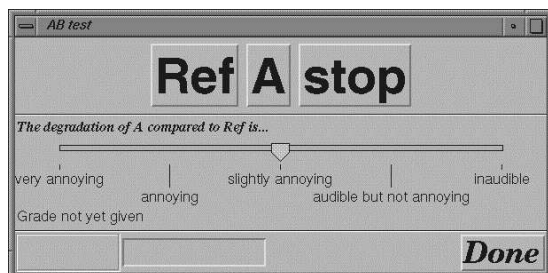 AB test
Ref A stop
The degradation of A compared to Ref is...
very annoying slightly annoying inaudible
annoying audible but not annoying
Grade not yet given
Done